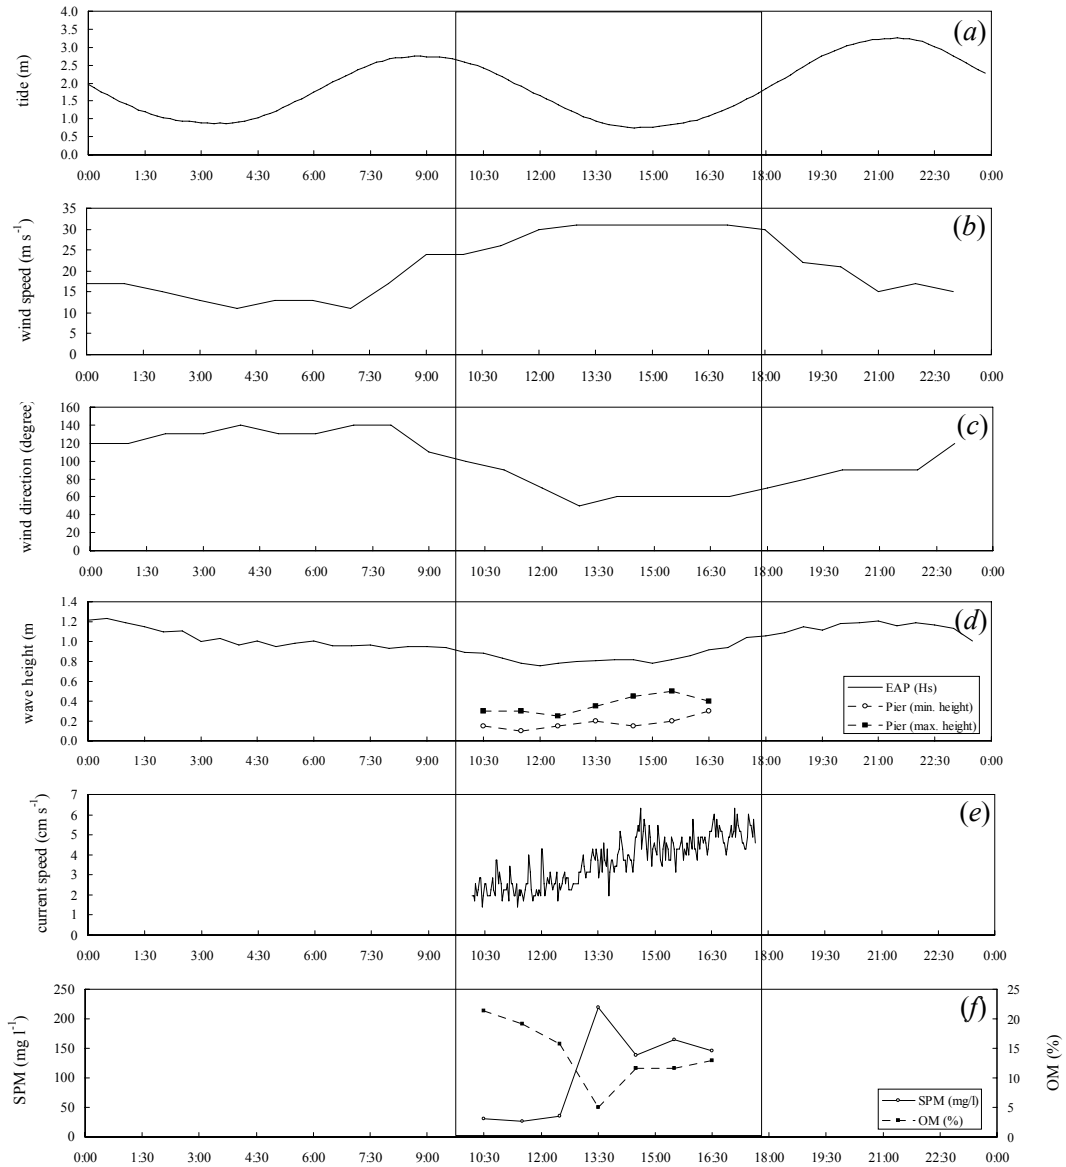 (a)
tide (m)
4.0
3.5
3.0
2.5
2.0
1.5
1.0
0.5
0.0
0:00 1:30 3:00 4:30 6:00 7:30 9:00 10:30 12:00 13:30 15:00 16:30 18:00 19:30 21:00 22:30 0:00
(b)
wind speed (m s-1)
35
30
25
20
15
10
5
0
0:00 1:30 3:00 4:30 6:00 7:30 9:00 10:30 12:00 13:30 15:00 16:30 18:00 19:30 21:00 22:30 0:00
(c)
wind direction (degree)
160
140
120
100
80
60
40
20
0
0:00 1:30 3:00 4:30 6:00 7:30 9:00 10:30 12:00 13:30 15:00 16:30 18:00 19:30 21:00 22:30 0:00
(d)
wave height (m
1.4
1.2
1.0
0.8
0.6
0.4
0.2
0.0
EAP (Hs)
Pier (min. height)
Pier (max. height)
0:00 1:30 3:00 4:30 6:00 7:30 9:00 10:30 12:00 13:30 15:00 16:30 18:00 19:30 21:00 22:30 0:00
(e)
current speed (cm s-1)
7
6
5
4
3
2
1
0
0:00 1:30 3:00 4:30 6:00 7:30 9:00 10:30 12:00 13:30 15:00 16:30 18:00 19:30 21:00 22:30 0:00
(f)
SPM (mg l-1)
250
200
150
100
50
0
25
20
15
10
5
0
OM (%)
SPM (mg/l)
OM (%)
0:00 1:30 3:00 4:30 6:00 7:30 9:00 10:30 12:00 13:30 15:00 16:30 18:00 19:30 21:00 22:30 0:00